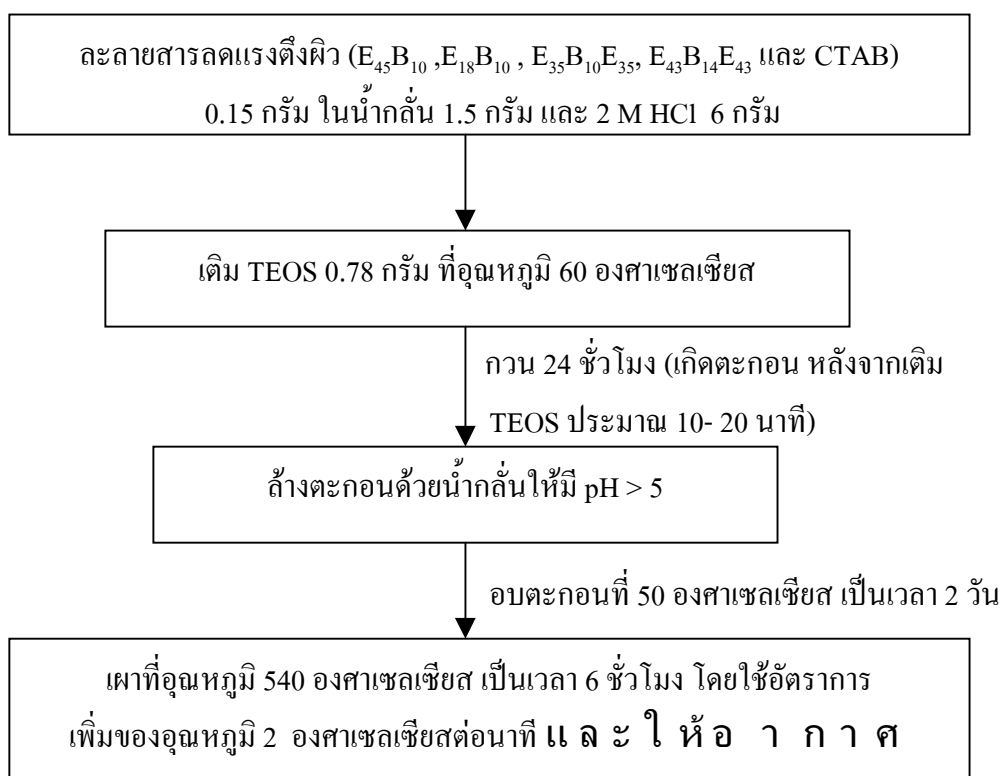 ละลายสารลดแรงตึงผิว (E₄₅B₁₀ ,E₁₈B₁₀ , E₃₅B₁₀E₃₅, E₄₃B₁₄E₄₃ และ CTAB)
0.15 กรัม ในน้ำกลั่น 1.5 กรัม และ 2 M HCl 6 กรัม
เติม TEOS 0.78 กรัม ที่อุณหภูมิ 60 องศาเซลเซียส
กวน 24 ชั่วโมง (เกิดตะกอน หลังจากเติม
TEOS ประมาณ 10- 20 นาที)
ล้างตะกอนด้วยน้ำกลั่นให้มี pH > 5
อบตะกอนที่ 50 องศาเซลเซียส เป็นเวลา 2 วัน
เผาที่อุณหภูมิ 540 องศาเซลเซียส เป็นเวลา 6 ชั่วโมง โดยใช้อัตราการ
เพิ่มของอุณหภูมิ 2 องศาเซลเซียสต่อนาที และให้อากาศ